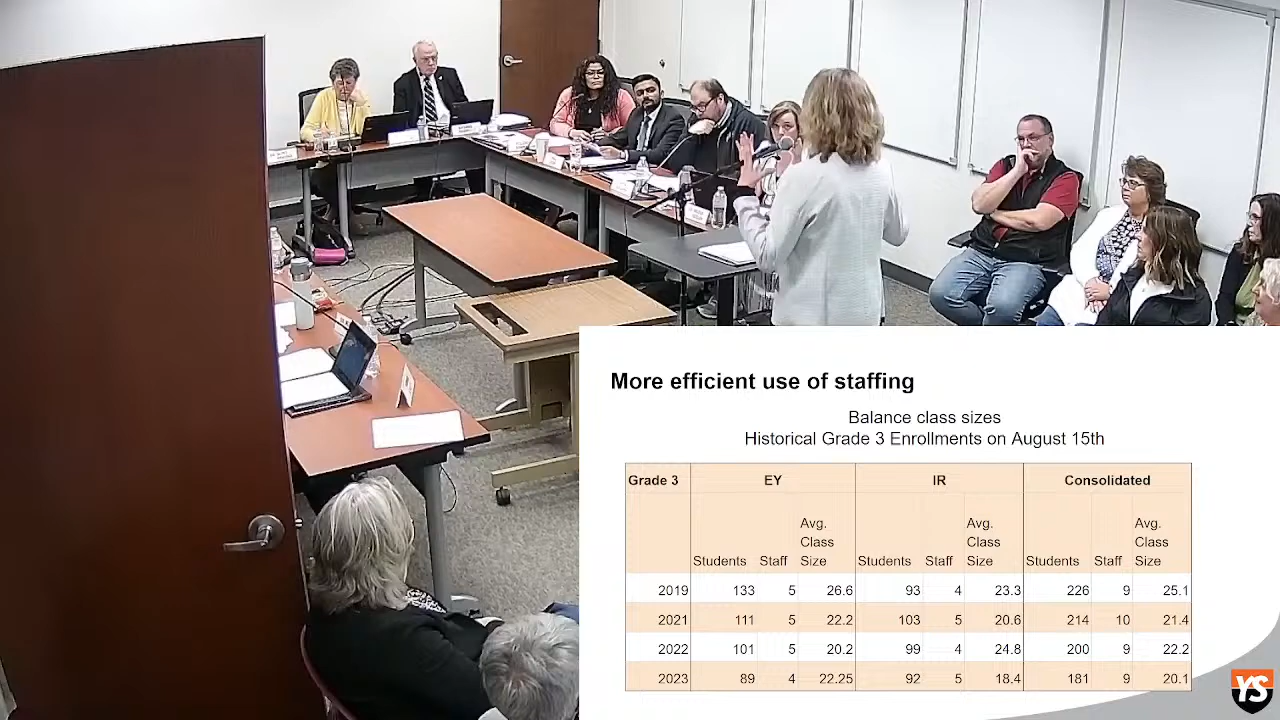 More efficient use of staffing
Balance class sizes
Historical Grade 3 Enrollments on August 15th
Grade 3 EY IR Consolidated
Students Staff Avg. Class Size Students Staff Avg. Class Size Students Staff Avg. Class Size
2019 133 5 26.6 93 4 23.3 226 9 25.1
2021 111 5 22.2 103 5 20.6 214 10 21.4
2022 101 5 20.2 99 4 24.8 200 9 22.2
2023 89 4 22.25 92 5 18.4 181 9 20.1
YS